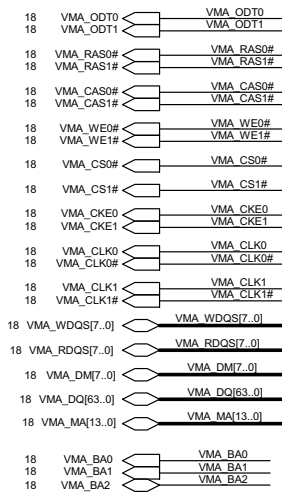 18 VMA_ODT0 VMA_ODT0
18 VMA_ODT1 VMA_ODT1
18 VMA_RAS0# VMA_RAS0#
18 VMA_RAS1# VMA_RAS1#
18 VMA_CAS0# VMA_CAS0#
18 VMA_CAS1# VMA_CAS1#
18 VMA_WE0# VMA_WE0#
18 VMA_WE1# VMA_WE1#
18 VMA_CS0# VMA_CS0#
18 VMA_CS1# VMA_CS1#
18 VMA_CKE0 VMA_CKE0
18 VMA_CKE1 VMA_CKE1
18 VMA_CLK0 VMA_CLK0
18 VMA_CLK0# VMA_CLK0#
18 VMA_CLK1 VMA_CLK1
18 VMA_CLK1# VMA_CLK1#
18 VMA_WDQS[7..0] VMA_WDQS[7..0]
18 VMA_RDQS[7..0] VMA_RDQS[7..0]
18 VMA_DM[7..0] VMA_DM[7..0]
18 VMA_DQ[63..0] VMA_DQ[63..0]
18 VMA_MA[13..0] VMA_MA[13..0]
18 VMA_BA0 VMA_BA0
18 VMA_BA1 VMA_BA1
18 VMA_BA2 VMA_BA2